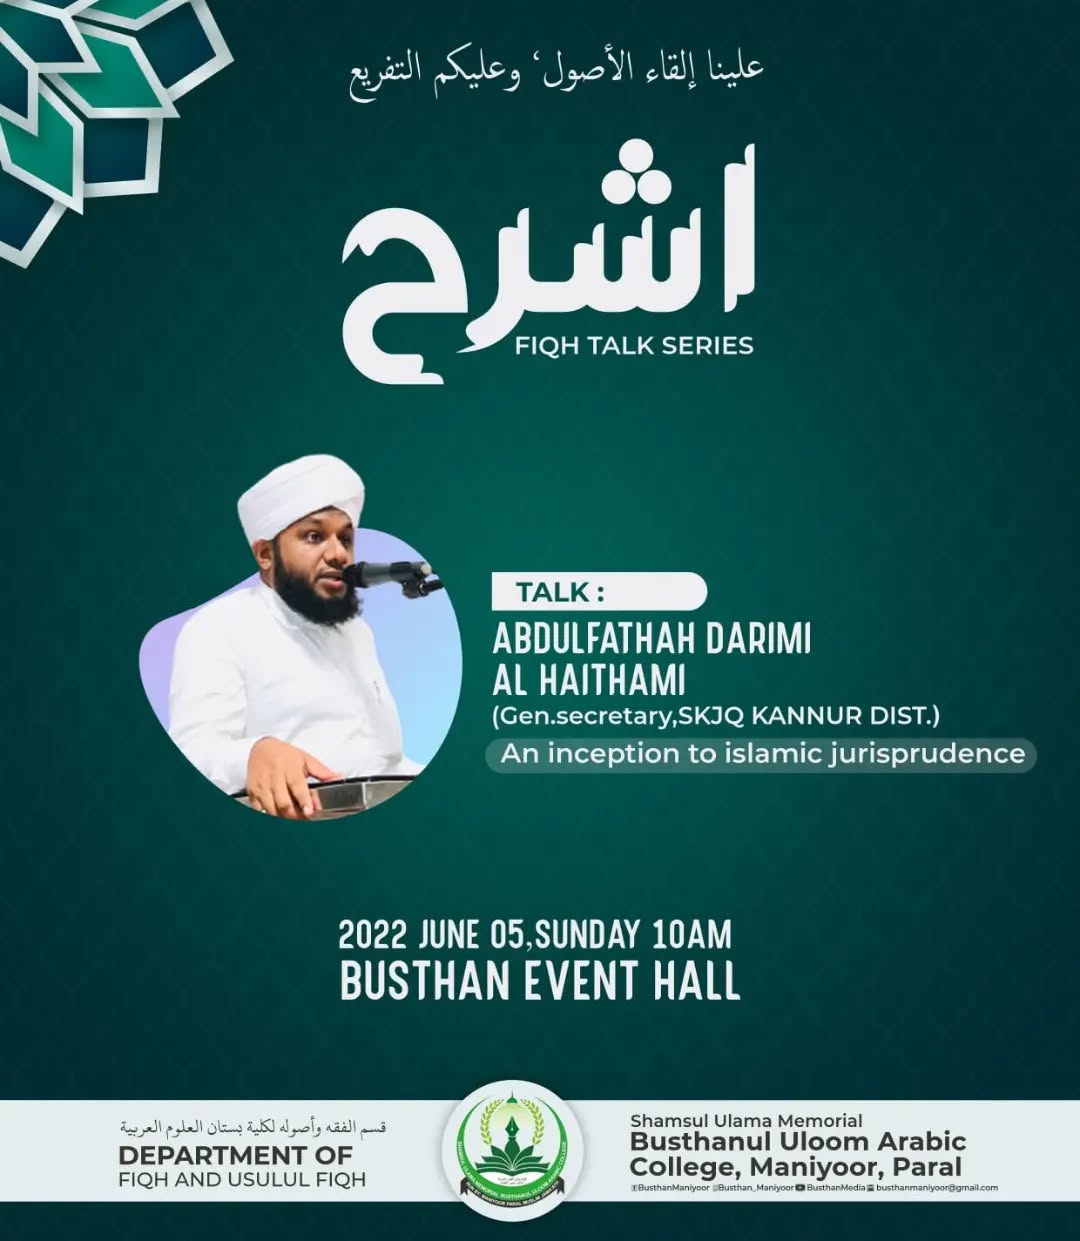 علينا إلقاء الأصول، وعليكم التفريع
اشرح
FIQH TALK SERIES
TALK :
ABDULFATHAH DARIMI
AL HAITHAMI
(Gen.secretary,SKJQ KANNUR DIST.)
An inception to islamic jurisprudence
2022 JUNE 05,SUNDAY 10AM
BUSTHAN EVENT HALL
قسم الفقه وأصوله لكلية بستان العلوم العربية
DEPARTMENT OF
FIQH AND USULUL FIQH
Shamsul Ulama Memorial
Busthanul Uloom Arabic
College, Maniyoor, Paral
BusthanManiyoor Busthan_Maniyoor BusthanMedia busthanmaniyoor@gmail.com